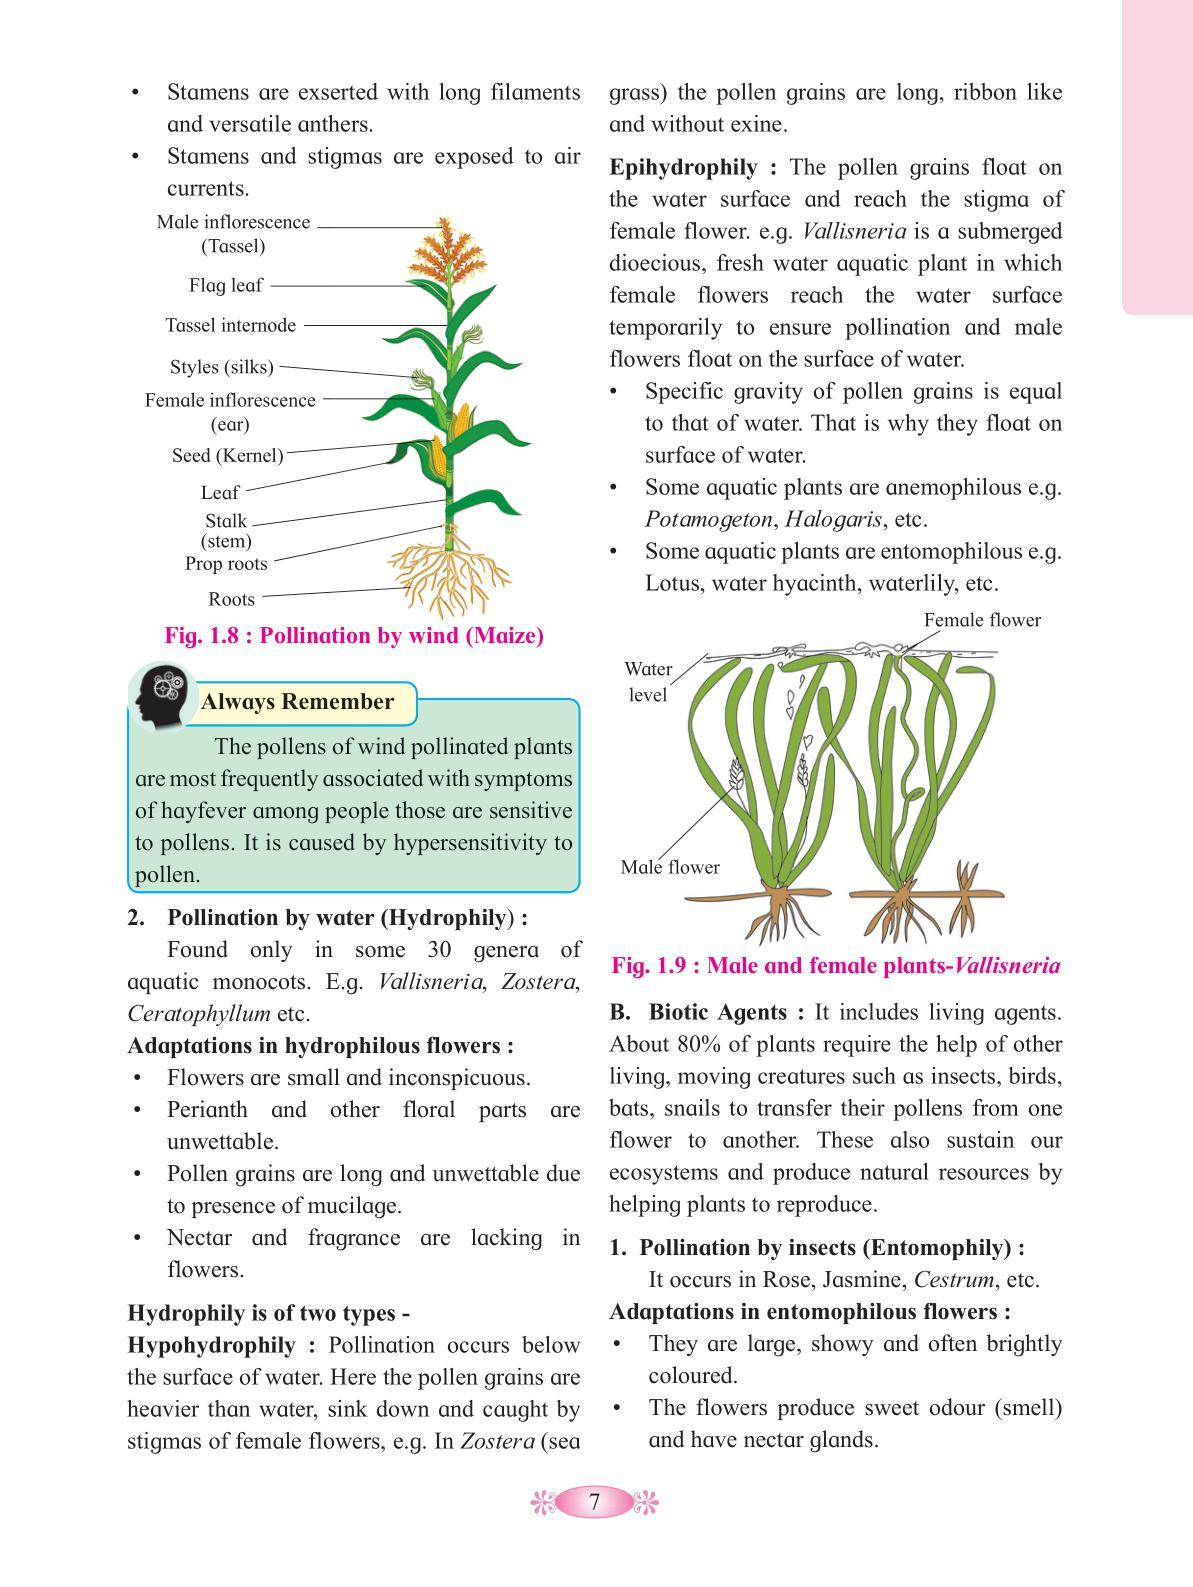 • Stamens are exserted with long filaments
and versatile anthers.
• Stamens and stigmas are exposed to air
currents.
Male inflorescence
(Tassel)
Flag leaf
Tassel internode
Styles (silks)
Female inflorescence
(ear)
Seed (Kernel)
Leaf
Stalk
(stem)
Prop roots
Roots
Fig. 1.8 : Pollination by wind (Maize)
Always Remember
The pollens of wind pollinated plants
are most frequently associated with symptoms
of hayfever among people those are sensitive
to pollens. It is caused by hypersensitivity to
pollen.
2. Pollination by water (Hydrophily) :
Found only in some 30 genera of
aquatic monocots. E.g. Vallisneria, Zostera,
Ceratophyllum etc.
Adaptations in hydrophilous flowers :
• Flowers are small and inconspicuous.
• Perianth and other floral parts are
unwettable.
• Pollen grains are long and unwettable due
to presence of mucilage.
• Nectar and fragrance are lacking in
flowers.
Hydrophily is of two types -
Hypohydrophily : Pollination occurs below
the surface of water. Here the pollen grains are
heavier than water, sink down and caught by
stigmas of female flowers, e.g. In Zostera (sea
grass) the pollen grains are long, ribbon like
and without exine.
Epihydrophily : The pollen grains float on
the water surface and reach the stigma of
female flower. e.g. Vallisneria is a submerged
dioecious, fresh water aquatic plant in which
female flowers reach the water surface
temporarily to ensure pollination and male
flowers float on the surface of water.
• Specific gravity of pollen grains is equal
to that of water. That is why they float on
surface of water.
• Some aquatic plants are anemophilous e.g.
Potamogeton, Halogaris, etc.
• Some aquatic plants are entomophilous e.g.
Lotus, water hyacinth, waterlily, etc.
Female flower
Water
level
Male flower
Fig. 1.9 : Male and female plants-Vallisneria
B. Biotic Agents : It includes living agents.
About 80% of plants require the help of other
living, moving creatures such as insects, birds,
bats, snails to transfer their pollens from one
flower to another. These also sustain our
ecosystems and produce natural resources by
helping plants to reproduce.
1. Pollination by insects (Entomophily) :
It occurs in Rose, Jasmine, Cestrum, etc.
Adaptations in entomophilous flowers :
• They are large, showy and often brightly
coloured.
• The flowers produce sweet odour (smell)
and have nectar glands.
7